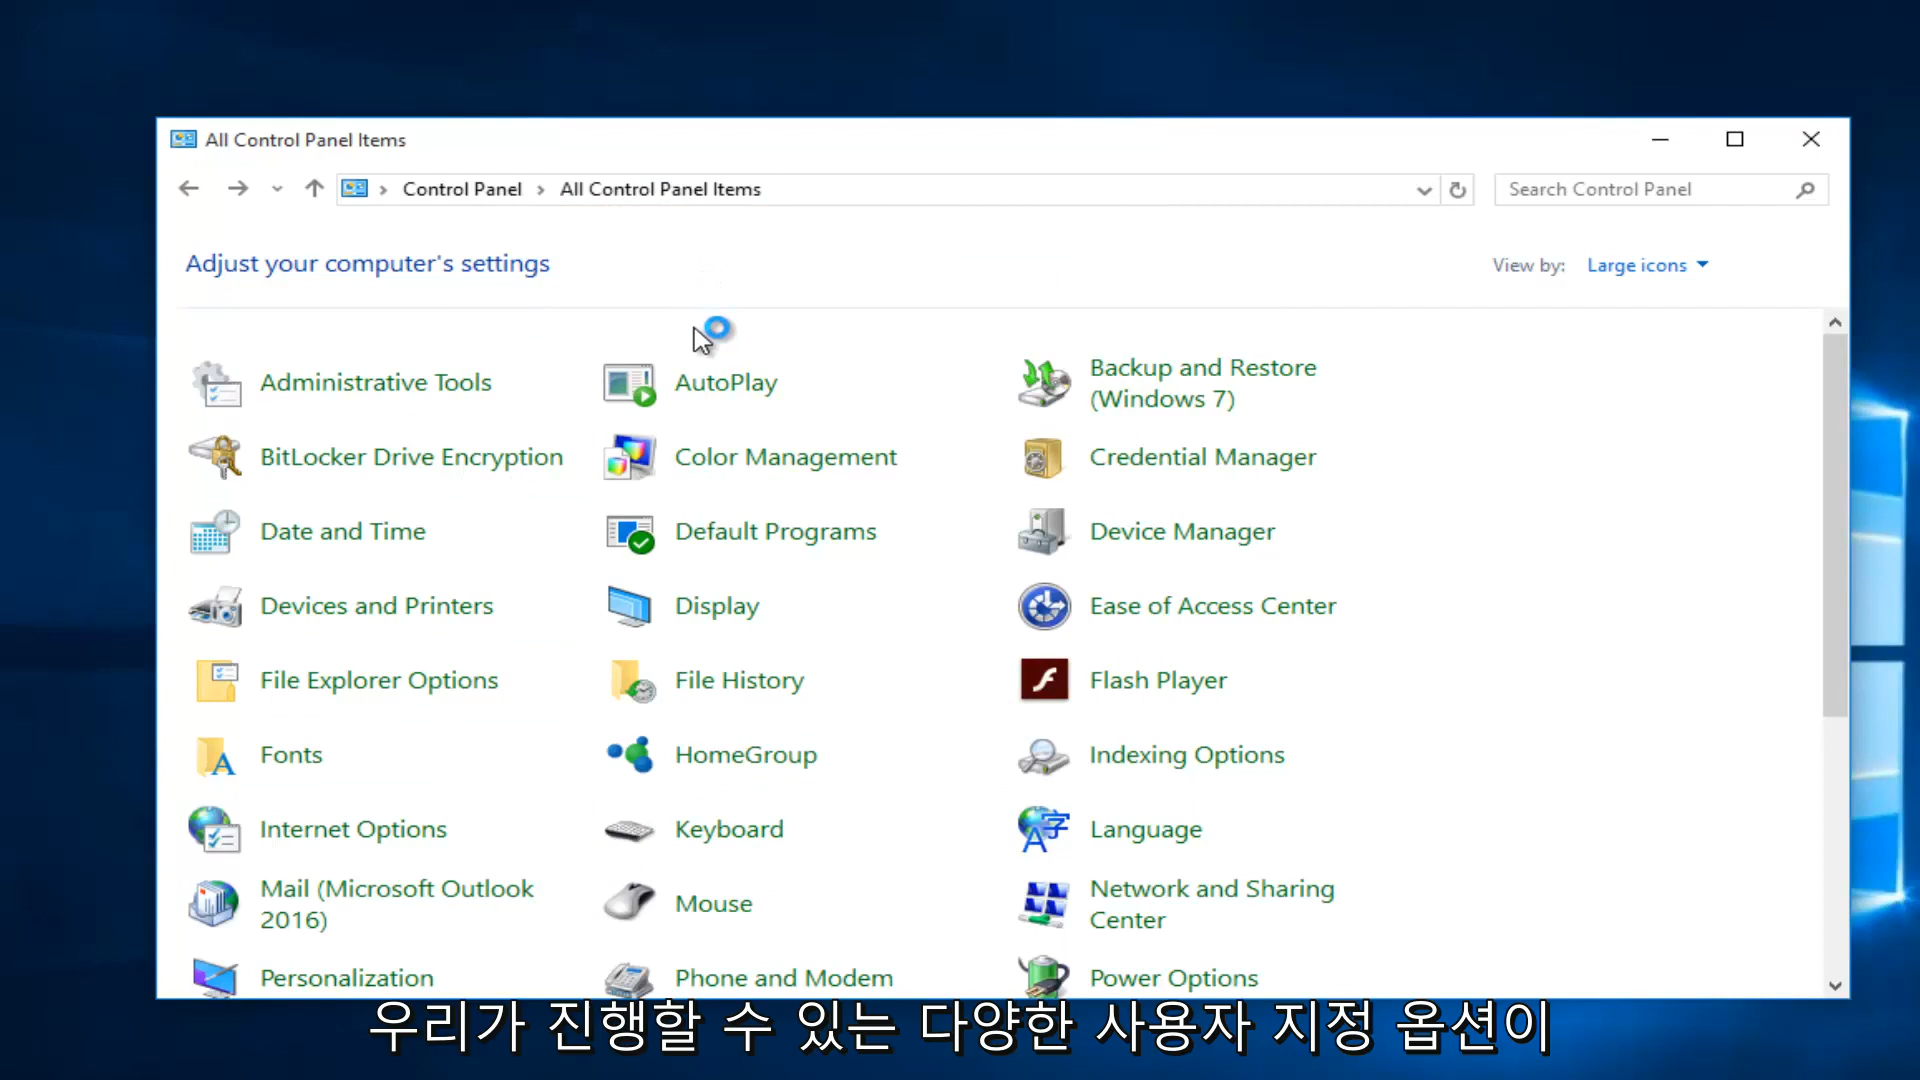 All Control Panel Items
Control Panel > All Control Panel Items
Search Control Panel
Adjust your computer's settings
View by: Large icons
Administrative Tools
AutoPlay
Backup and Restore
(Windows 7)
BitLocker Drive Encryption
Color Management
Credential Manager
Date and Time
Default Programs
Device Manager
Devices and Printers
Display
Ease of Access Center
File Explorer Options
File History
Flash Player
Fonts
HomeGroup
Indexing Options
Internet Options
Keyboard
Language
Mail (Microsoft Outlook
2016)
Mouse
Network and Sharing
Center
Personalization
Phone and Modem
Power Options
우리가 진행할 수 있는 다양한 사용자 지정 옵션이